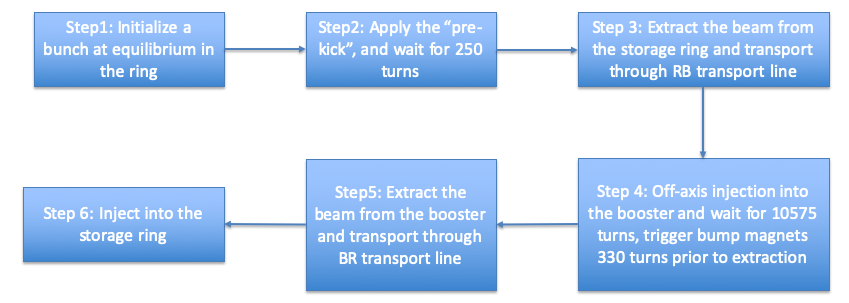 Step1: Initialize a
bunch at equilibrium in
the ring
Step2: Apply the “pre-
kick”, and wait for 250
turns
Step 3: Extract the beam from
the storage ring and transport
through RB transport line
Step 4: Off-axis injection into
the booster and wait for 10575
turns, trigger bump magnets
330 turns prior to extraction
Step5: Extract the
beam from the booster
and transport through
BR transport line
Step 6: Inject into the
storage ring